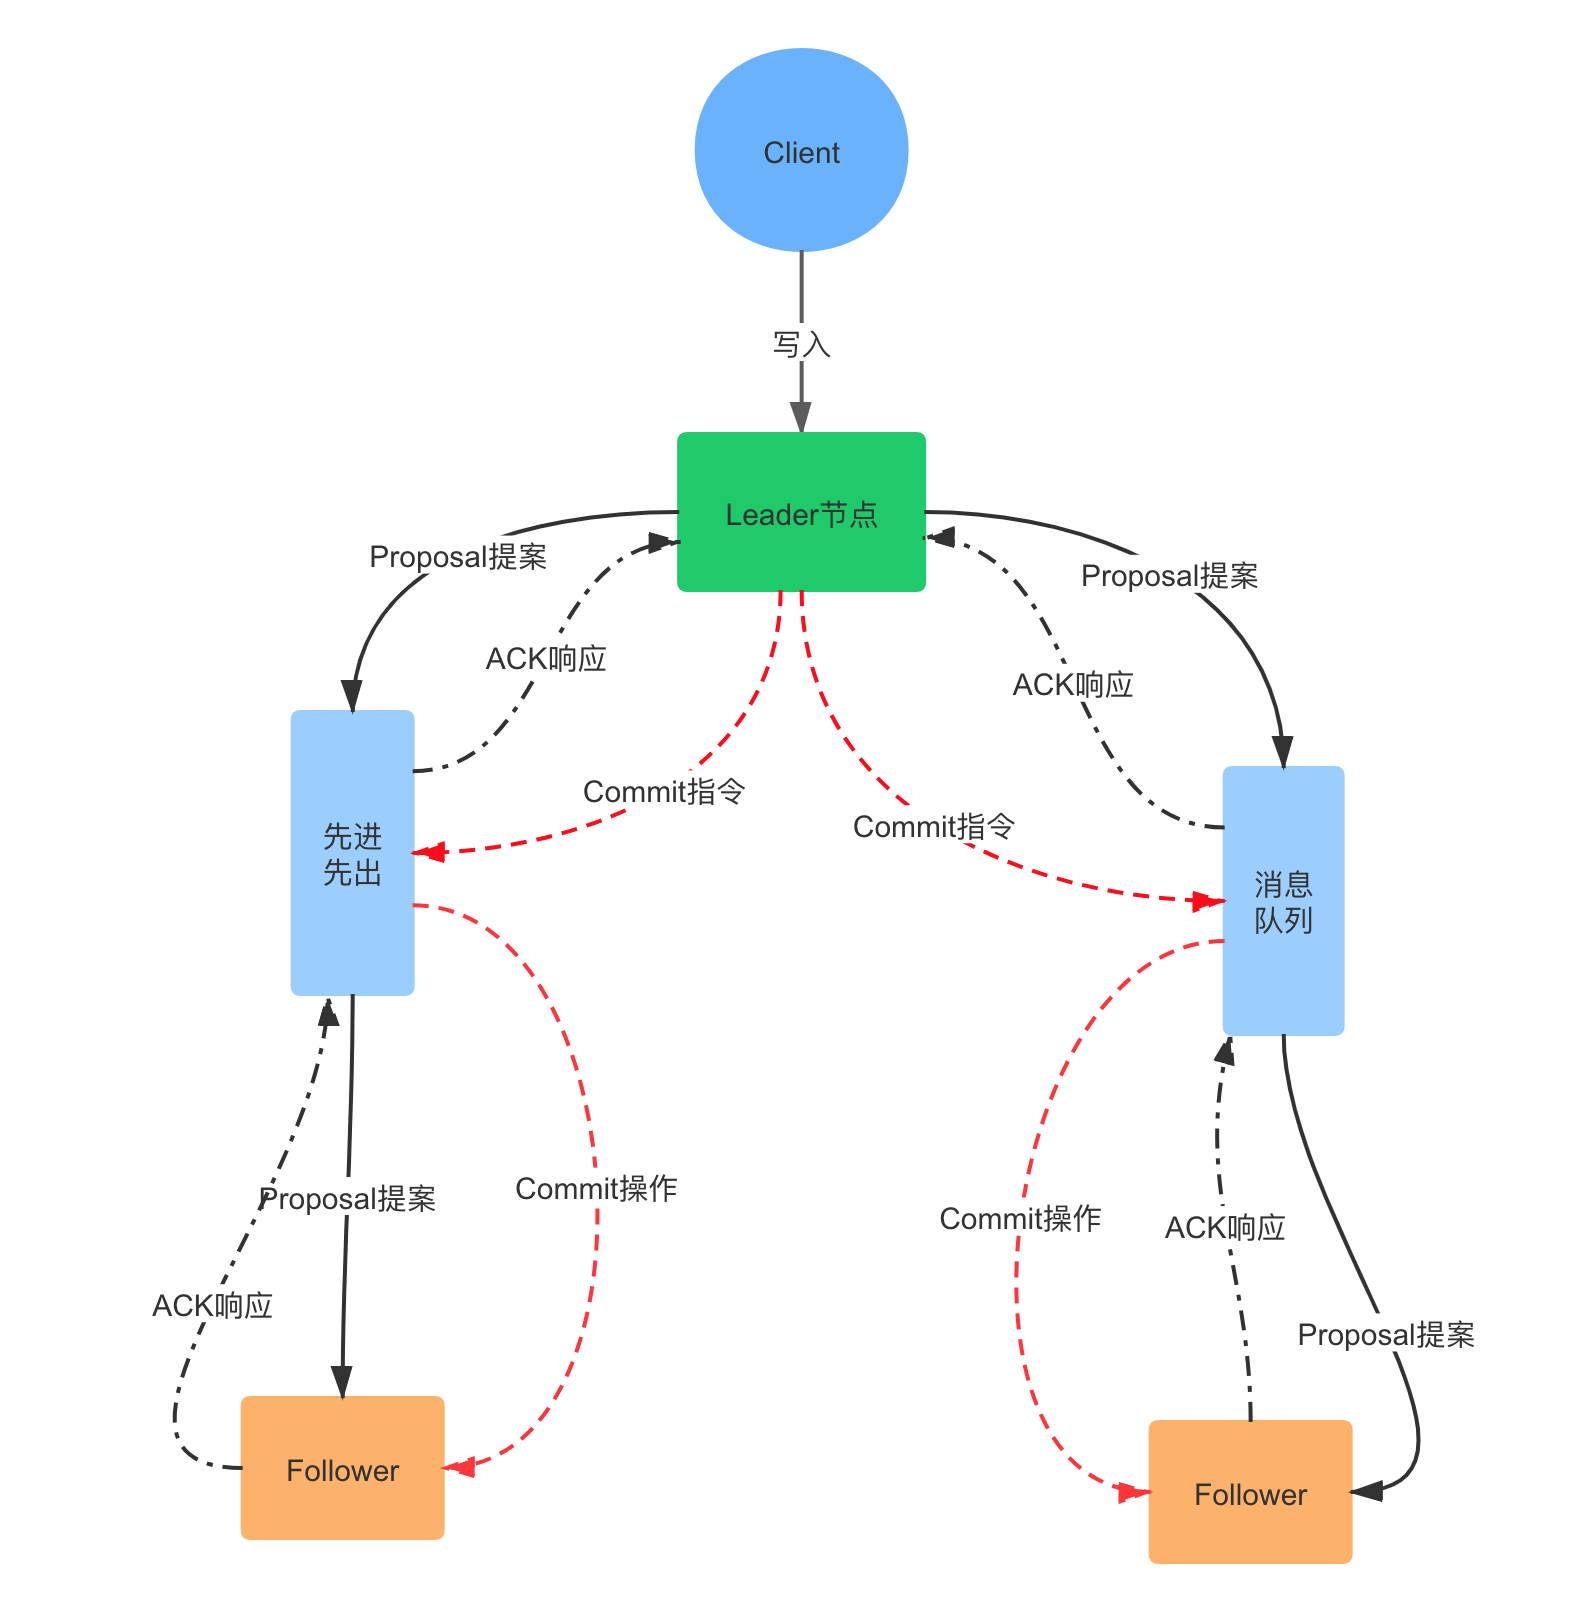 Client
写入
Leader节点
Proposal提案
Proposal提案
ACK响应
ACK响应
Commit指令
Commit指令
先进
先出
消息
队列
Commit操作
Proposal提案
Commit操作
ACK响应
ACK响应
Proposal提案
Follower
Follower